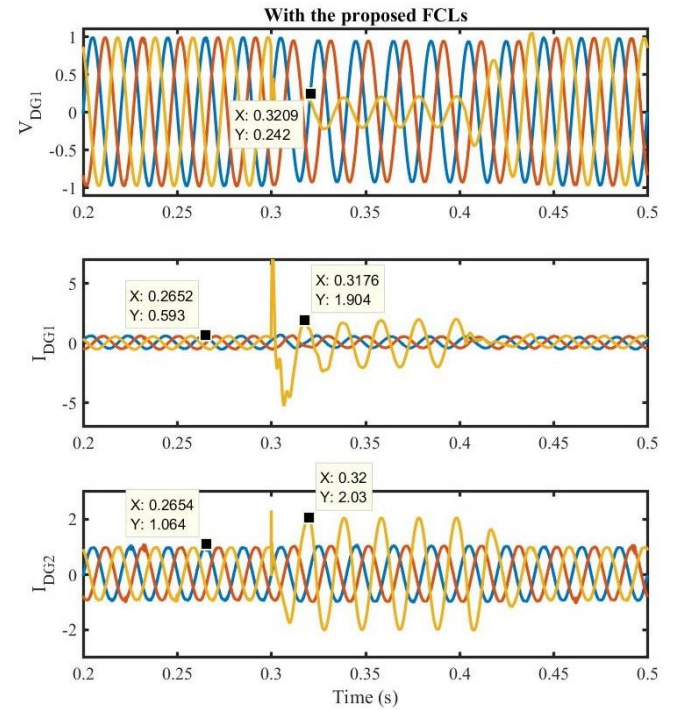 With the proposed FCLs
V_DG1
1
0.5
0
-0.5
-1
X: 0.3209
Y: 0.242
0.2 0.25 0.3 0.35 0.4 0.45 0.5
I_DG1
5
0
-5
X: 0.2652
Y: 0.593
X: 0.3176
Y: 1.904
0.2 0.25 0.3 0.35 0.4 0.45 0.5
I_DG2
2
0
-2
X: 0.2654
Y: 1.064
X: 0.32
Y: 2.03
0.2 0.25 0.3 0.35 0.4 0.45 0.5
Time (s)